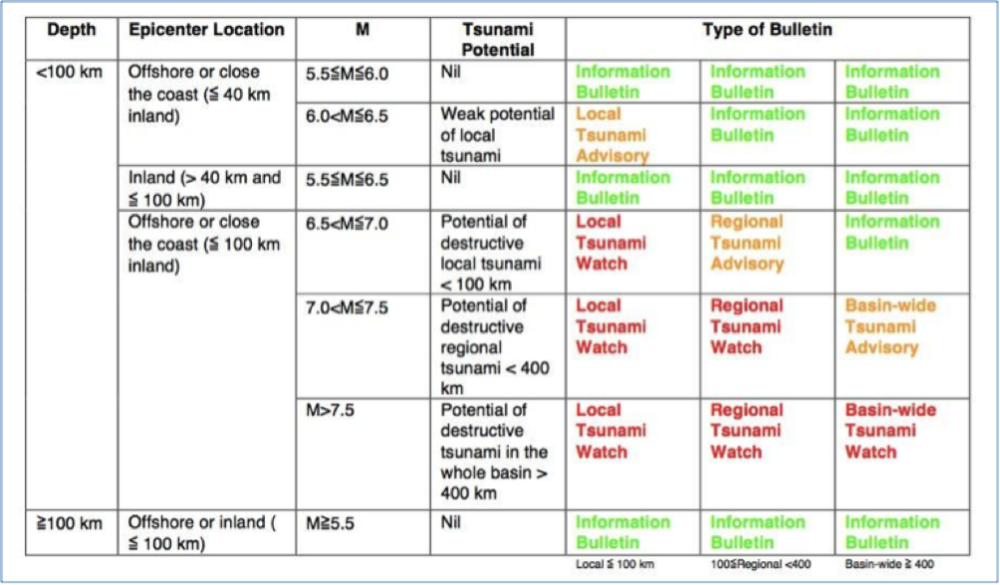 Depth Epicenter Location M Tsunami Potential Type of Bulletin
<100 km Offshore or close the coast (≦ 40 km inland) 5.5≦M≦6.0 Nil Information Bulletin Information Bulletin Information Bulletin
6.0<M≦6.5 Weak potential of local tsunami Local Tsunami Advisory Information Bulletin Information Bulletin
Inland (> 40 km and ≦ 100 km) 5.5≦M≦6.5 Nil Information Bulletin Information Bulletin Information Bulletin
Offshore or close the coast (≦ 100 km inland) 6.5<M≦7.0 Potential of destructive local tsunami < 100 km Local Tsunami Watch Regional Tsunami Advisory Information Bulletin
7.0<M≦7.5 Potential of destructive regional tsunami < 400 km Local Tsunami Watch Regional Tsunami Watch Basin-wide Tsunami Advisory
M>7.5 Potential of destructive tsunami in the whole basin > 400 km Local Tsunami Watch Regional Tsunami Watch Basin-wide Tsunami Watch
≧100 km Offshore or inland ( ≦ 100 km) M≧5.5 Nil Information Bulletin Information Bulletin Information Bulletin
Local ≦ 100 km 100≦Regional <400 Basin-wide ≧ 400